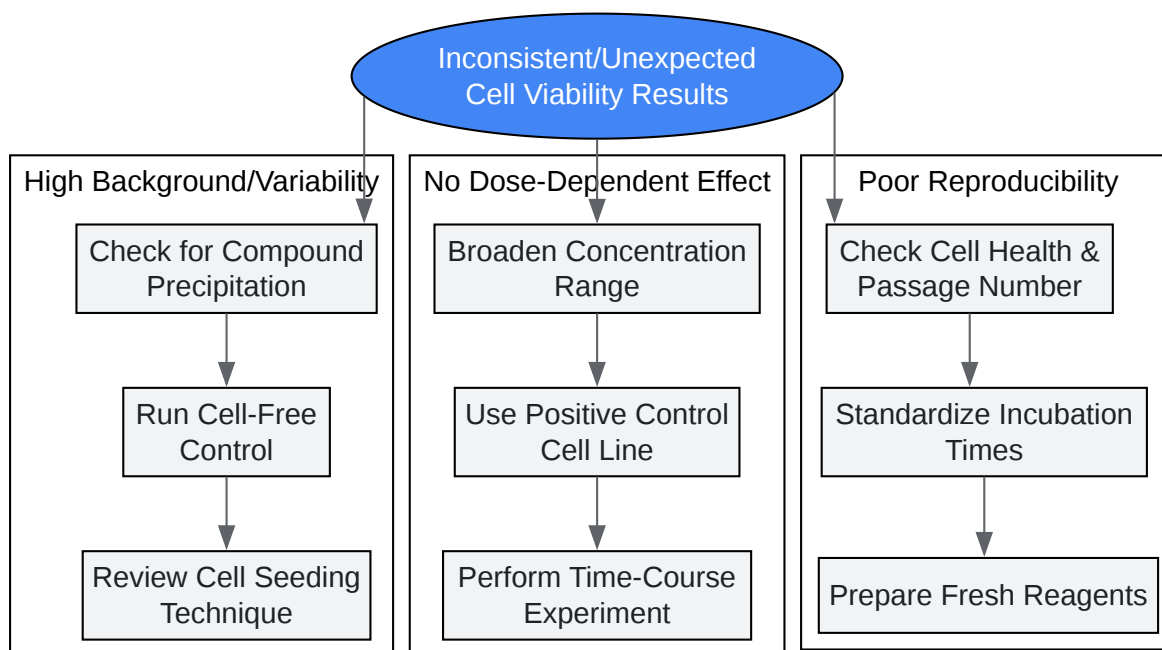 Inconsistent/Unexpected
Cell Viability Results
High Background/Variability
Check for Compound
Precipitation
Run Cell-Free
Control
Review Cell Seeding
Technique
No Dose-Dependent Effect
Broaden Concentration
Range
Use Positive Control
Cell Line
Perform Time-Course
Experiment
Poor Reproducibility
Check Cell Health &
Passage Number
Standardize Incubation
Times
Prepare Fresh Reagents